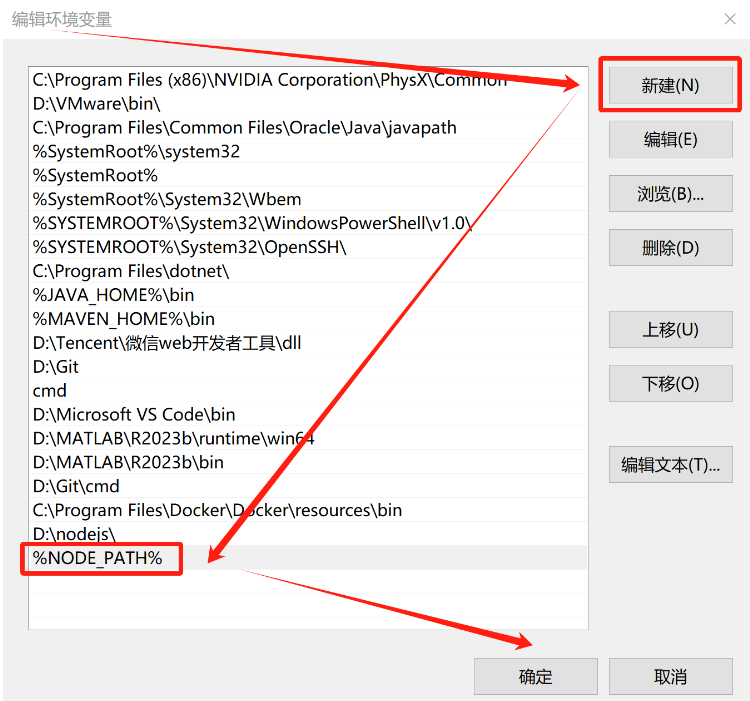 编辑环境变量
C:\Program Files (x86)\NVIDIA Corporation\PhysX\Common
D:\VMware\bin\
C:\Program Files\Common Files\Oracle\Java\javapath
%SystemRoot%\system32
%SystemRoot%
%SystemRoot%\System32\Wbem
%SYSTEMROOT%\System32\WindowsPowerShell\v1.0\
%SYSTEMROOT%\System32\OpenSSH\
C:\Program Files\dotnet\
%JAVA_HOME%\bin
%MAVEN_HOME%\bin
D:\Tencent\微信web开发者工具\dll
D:\Git
cmd
D:\Microsoft VS Code\bin
D:\MATLAB\R2023b\runtime\win64
D:\MATLAB\R2023b\bin
D:\Git\cmd
C:\Program Files\Docker\Docker\resources\bin
D:\nodejs\
%NODE_PATH%
新建(N)
编辑(E)
浏览(B)...
删除(D)
上移(U)
下移(O)
编辑文本(T)...
确定
取消